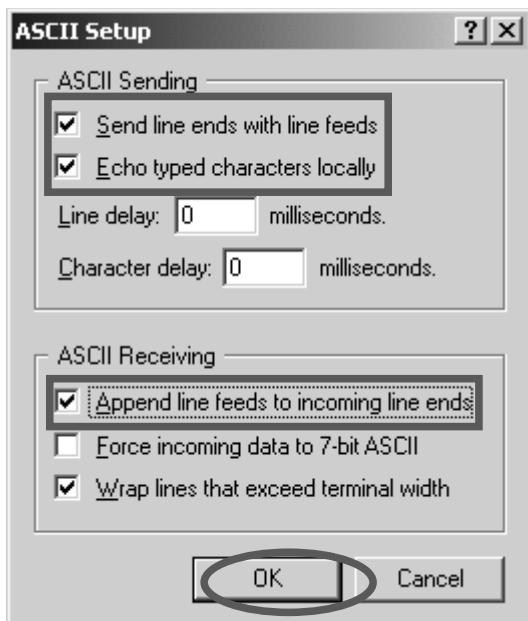 ASCII Setup
ASCII Sending
Send line ends with line feeds
Echo typed characters locally
Line delay: 0 milliseconds.
Character delay: 0 milliseconds.
ASCII Receiving
Append line feeds to incoming line ends
Force incoming data to 7-bit ASCII
Wrap lines that exceed terminal width
OK Cancel